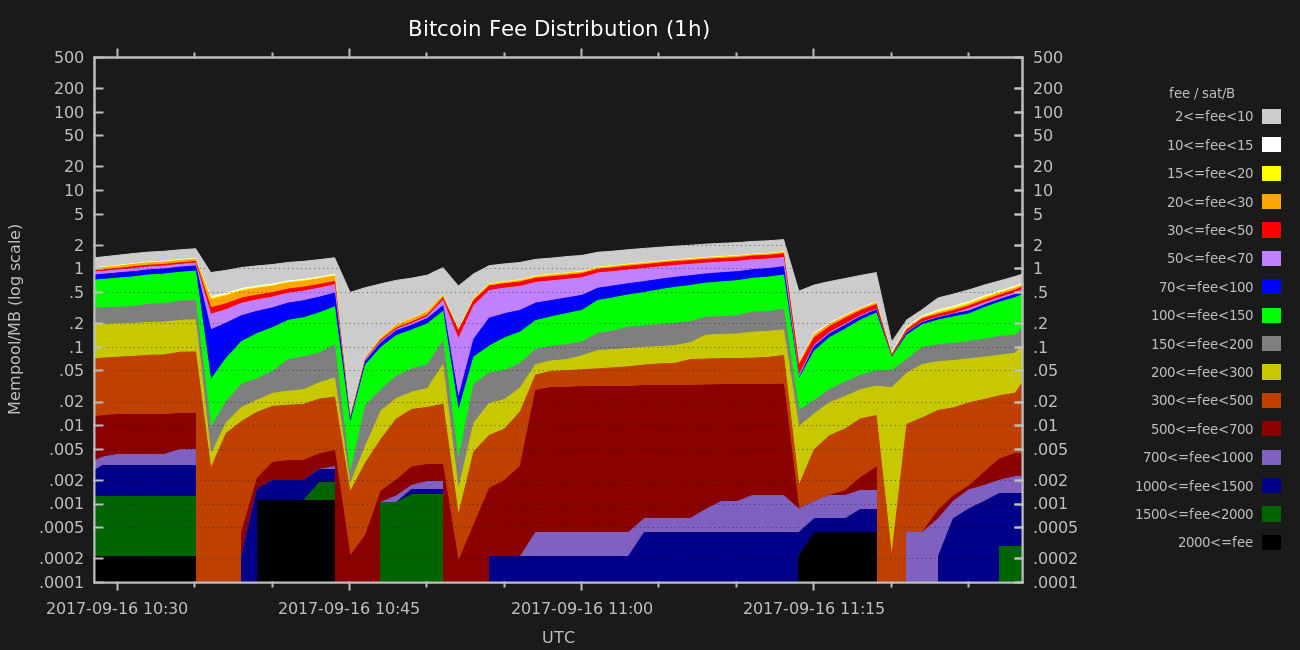 Bitcoin Fee Distribution (1h)
Mempool/MB (log scale)
500
200
100
50
20
10
5
2
1
.5
.2
.1
.05
.02
.01
.005
.002
.001
.0005
.0002
.0001
500
200
100
50
20
10
5
2
1
.5
.2
.1
.05
.02
.01
.005
.002
.001
.0005
.0002
.0001
2017-09-16 10:30
2017-09-16 10:45
2017-09-16 11:00
2017-09-16 11:15
UTC
fee / sat/B
2<=fee<10
10<=fee<15
15<=fee<20
20<=fee<30
30<=fee<50
50<=fee<70
70<=fee<100
100<=fee<150
150<=fee<200
200<=fee<300
300<=fee<500
500<=fee<700
700<=fee<1000
1000<=fee<1500
1500<=fee<2000
2000<=fee